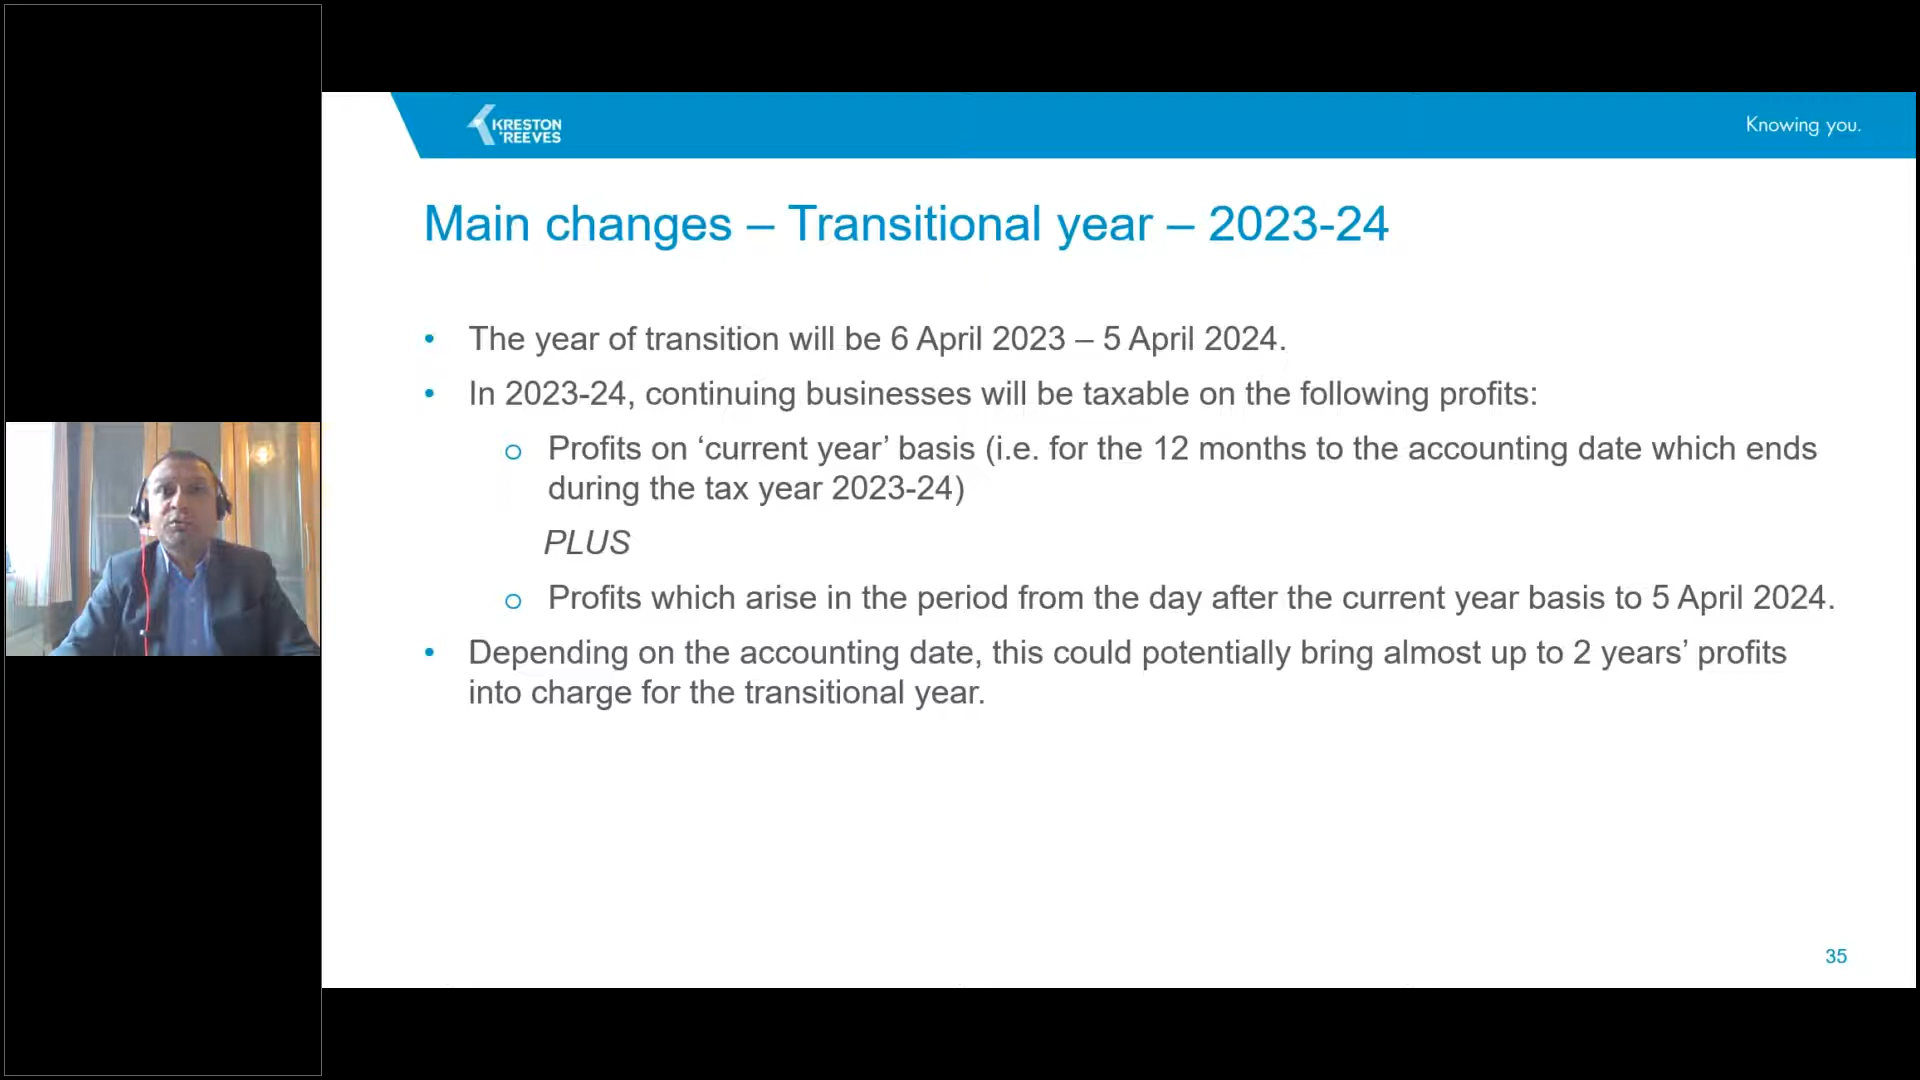 KRESTON
REEVES
Knowing you.
Main changes – Transitional year – 2023-24
• The year of transition will be 6 April 2023 – 5 April 2024.
• In 2023-24, continuing businesses will be taxable on the following profits:
o Profits on ‘current year’ basis (i.e. for the 12 months to the accounting date which ends
during the tax year 2023-24)
PLUS
o Profits which arise in the period from the day after the current year basis to 5 April 2024.
• Depending on the accounting date, this could potentially bring almost up to 2 years’ profits
into charge for the transitional year.
35